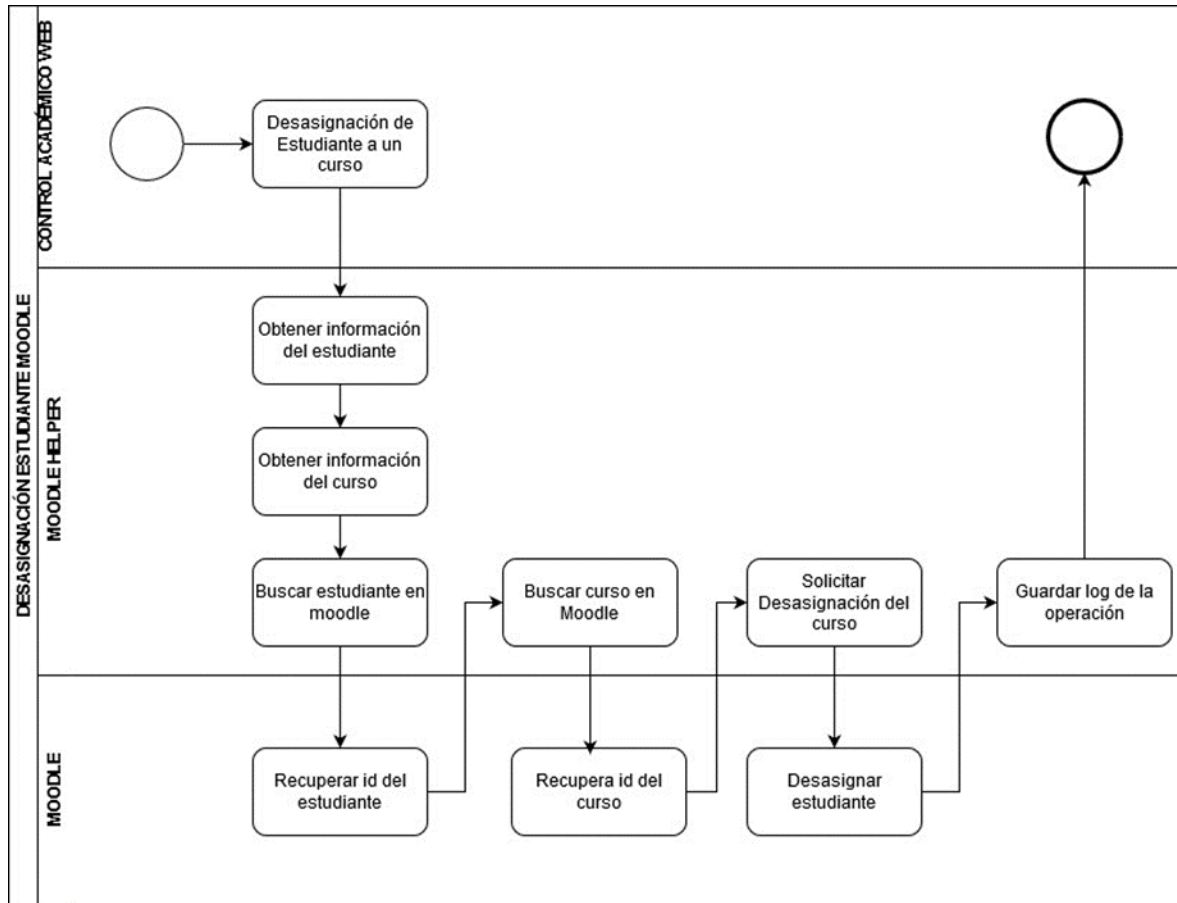 DESASIGNACIÓN ESTUDIANTE MOODLE
CONTROL ACADÉMICO WEB
Desasignación de
Estudiante a un
curso
MOODLE HELPER
Obtener información
del estudiante
Obtener información
del curso
Buscar estudiante en
moodle
Buscar curso en
Moodle
Solicitar
Desasignación del
curso
Guardar log de la
operación
MOODLE
Recuperar id del
estudiante
Recupera id del
curso
Desasignar
estudiante